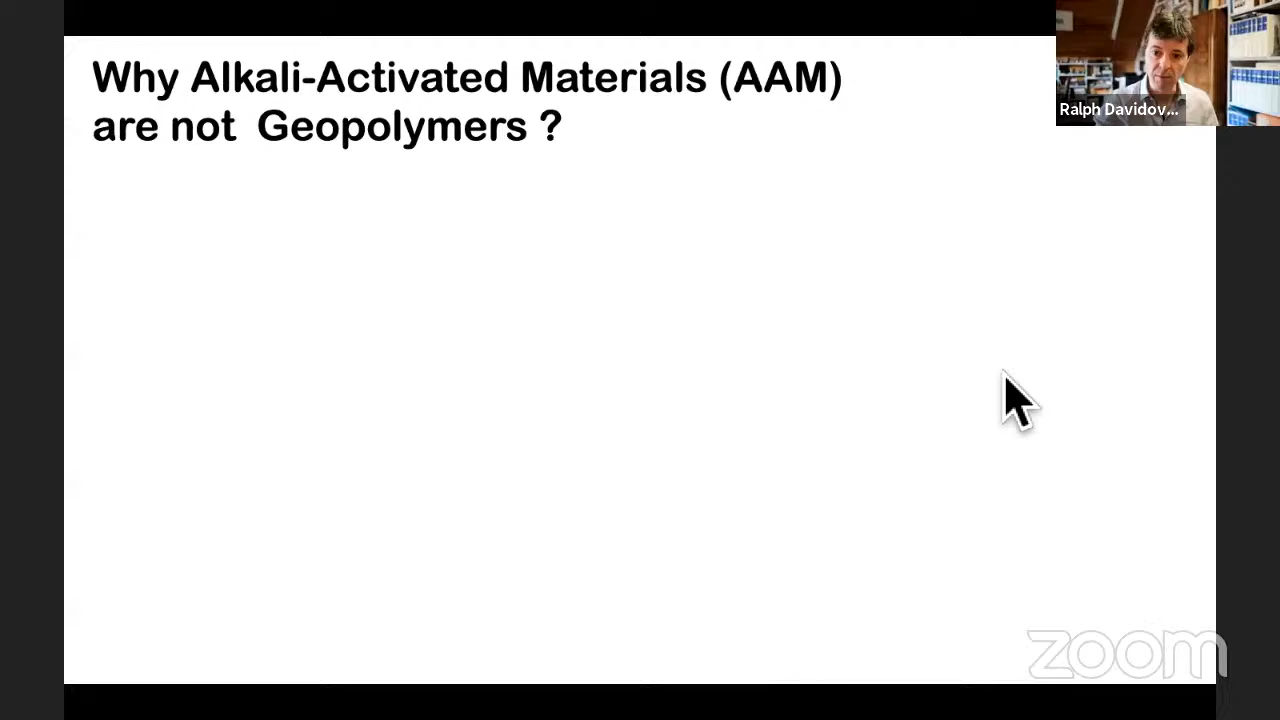 Why Alkali-Activated Materials (AAM)
are not Geopolymers ?
Ralph Davidov...
zoom